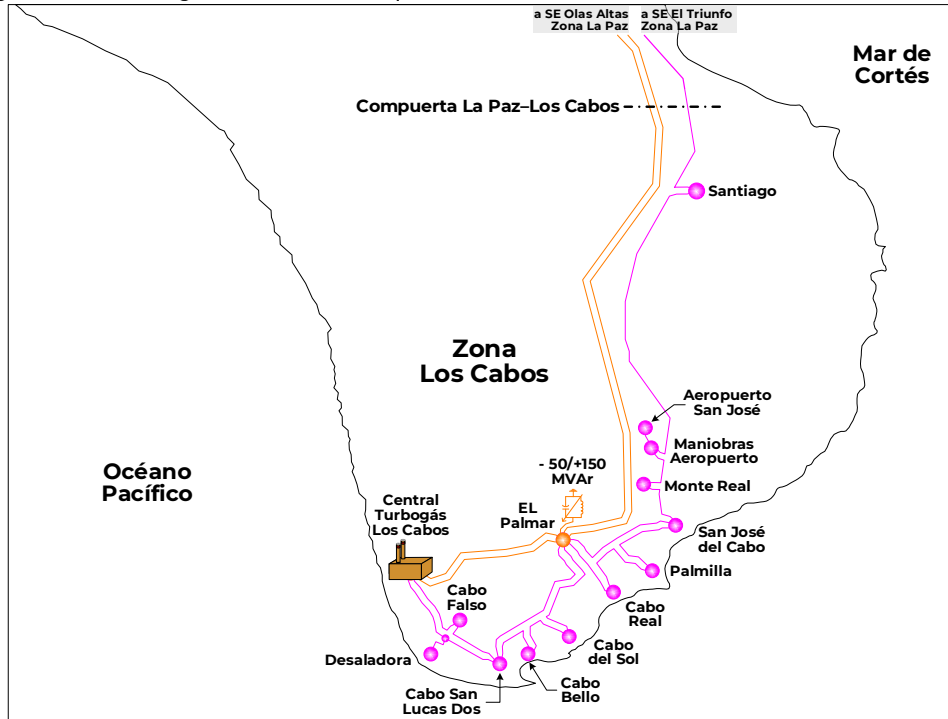 a SE Olas Altas
Zona La Paz
a SE El Triunfo
Zona La Paz
Mar de
Cortés
Compuerta La Paz–Los Cabos
Santiago
Zona
Los Cabos
Aeropuerto
San José
Maniobras
Aeropuerto
Océano
Pacífico
- 50/+150
MVAr
Monte Real
Central
Turbogás
Los Cabos
EL
Palmar
San José
del Cabo
Palmilla
Cabo
Falso
Cabo
Real
Desaladora
Cabo
del Sol
Cabo San
Lucas Dos
Cabo
Bello